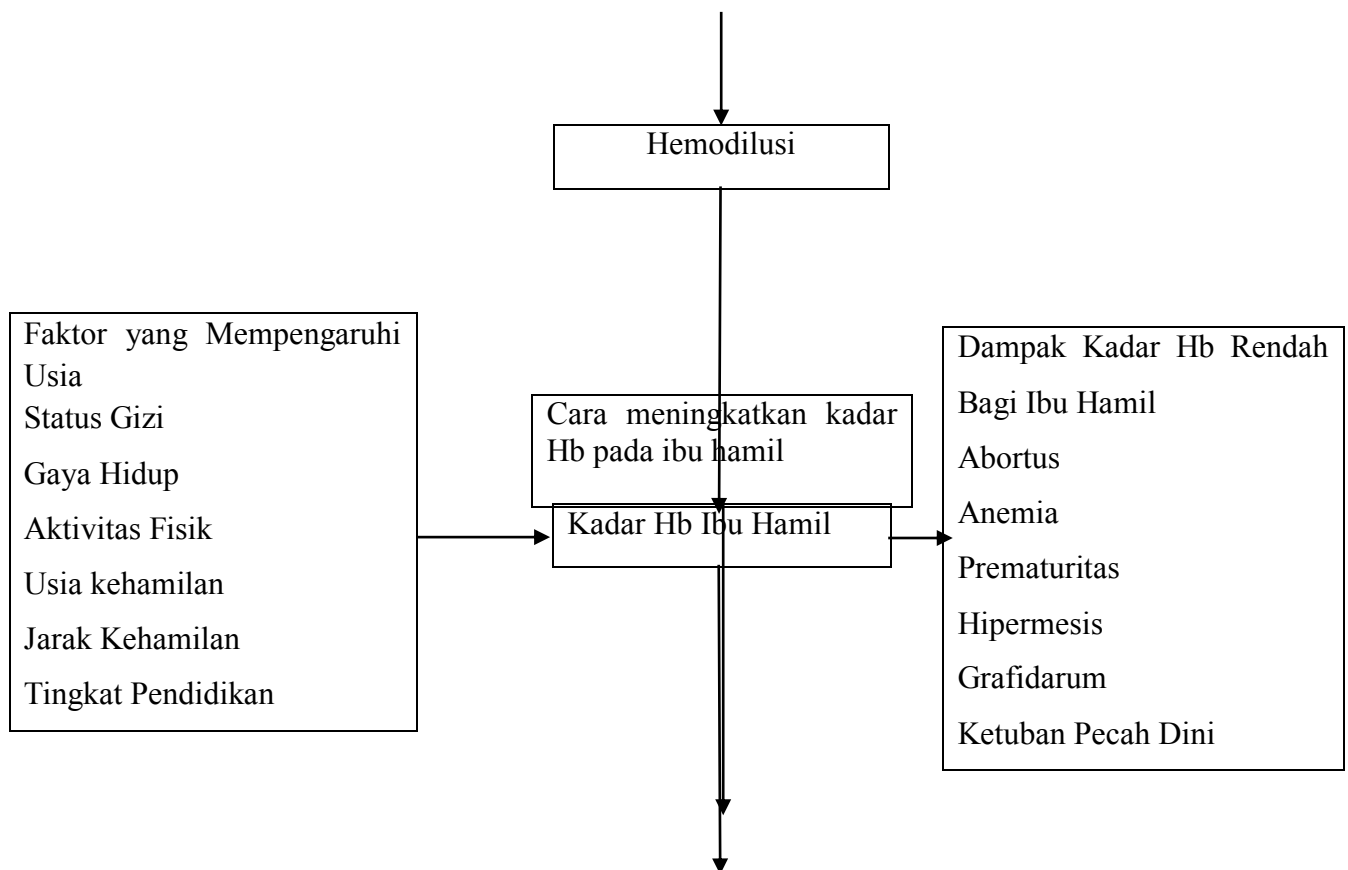 Hemodilusi
Faktor yang Mempengaruhi
Usia
Status Gizi
Gaya Hidup
Aktivitas Fisik
Usia kehamilan
Jarak Kehamilan
Tingkat Pendidikan
Cara meningkatkan kadar
Hb pada ibu hamil
Kadar Hb Ibu Hamil
Dampak Kadar Hb Rendah
Bagi Ibu Hamil
Abortus
Anemia
Prematuritas
Hipermesis
Grafidarum
Ketuban Pecah Dini